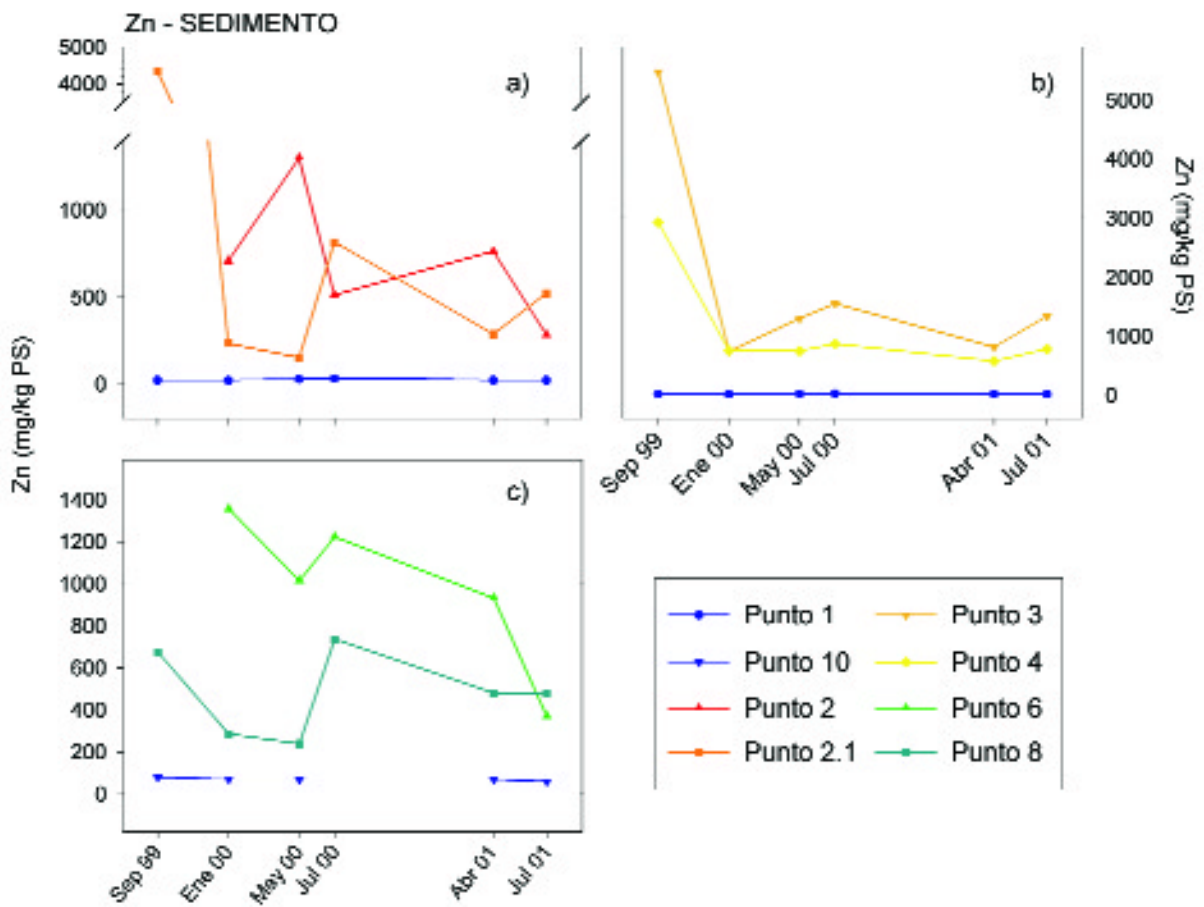 Zn - SEDIMENTO
a)
5000
4000
1000
500
0
b)
5000
4000
3000
2000
1000
0
Zn (mg/kg PS)
Sep 99
Ene 00
May 00
Jul 00
Abr 01
Jul 01
Zn (mg/kg PS)
c)
1400
1200
1000
800
600
400
200
0
Sep 99
Ene 00
May 00
Jul 00
Abr 01
Jul 01
Punto 1
Punto 10
Punto 2
Punto 2.1
Punto 3
Punto 4
Punto 6
Punto 8